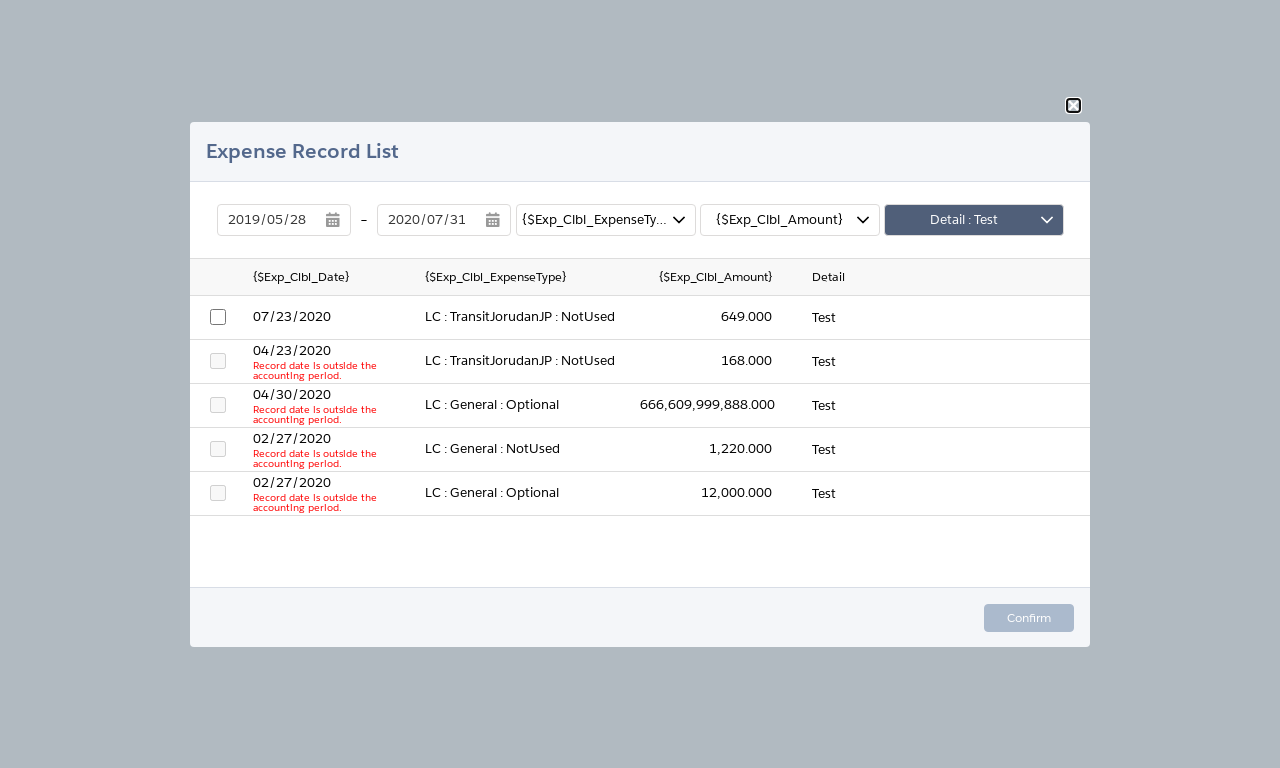 Expense Record List
2019/05/28 – 2020/07/31 {$Exp_Clbl_ExpenseTy... {$Exp_Clbl_Amount} Detail : Test
{$Exp_Clbl_Date} {$Exp_Clbl_ExpenseType} {$Exp_Clbl_Amount} Detail
07/23/2020 LC : TransitJorudanJP : NotUsed 649.000 Test
04/23/2020 LC : TransitJorudanJP : NotUsed 168.000 Test
Record date is outside the
accounting period.
04/30/2020 LC : General : Optional 666,609,999,888.000 Test
Record date is outside the
accounting period.
02/27/2020 LC : General : NotUsed 1,220.000 Test
Record date is outside the
accounting period.
02/27/2020 LC : General : Optional 12,000.000 Test
Record date is outside the
accounting period.
Confirm